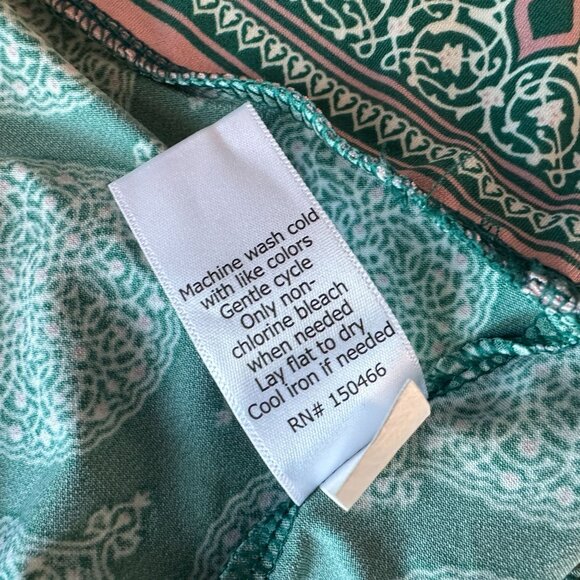 Machine wash cold
with like colors
Gentle cycle
Only non-
chlorine bleach
when needed
Lay flat to dry
Cool iron if needed
RN# 150466